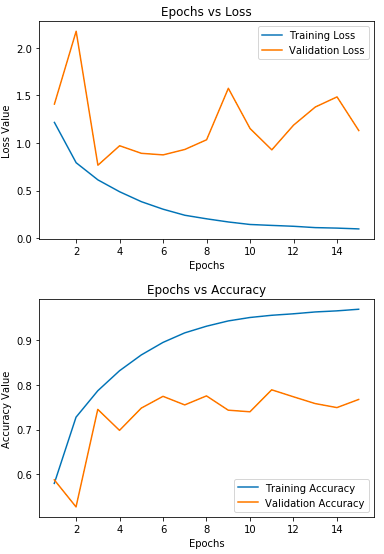 Epochs vs Loss
Training Loss
Validation Loss
2.0
1.5
1.0
0.5
0.0
Loss Value
2 4 6 8 10 12 14
Epochs
Epochs vs Accuracy
0.9
0.8
0.7
0.6
Accuracy Value
Training Accuracy
Validation Accuracy
2 4 6 8 10 12 14
Epochs